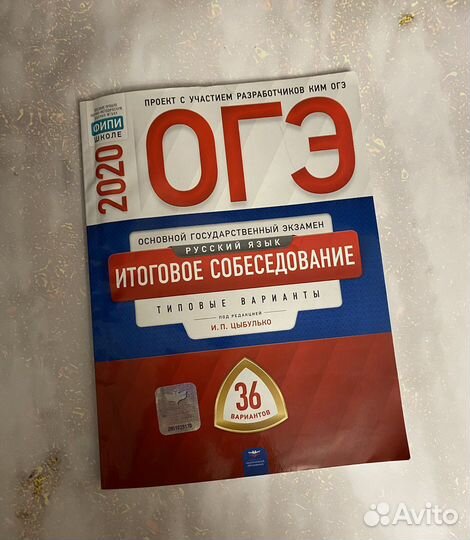 ПРОЕКТ С УЧАСТИЕМ РАЗРАБОТЧИКОВ КИМ ОГЭ
ФИПИ
ШКОЛЕ
2020
ОГЭ
ОСНОВНОЙ ГОСУДАРСТВЕННЫЙ ЭКЗАМЕН
РУССКИЙ ЯЗЫК
ИТОГОВОЕ СОБЕСЕДОВАНИЕ
ТИПОВЫЕ ВАРИАНТЫ
ПОД РЕДАКЦИЕЙ
И. П. ЦЫБУЛЬКО
36
ВАРИАНТОВ
Avito